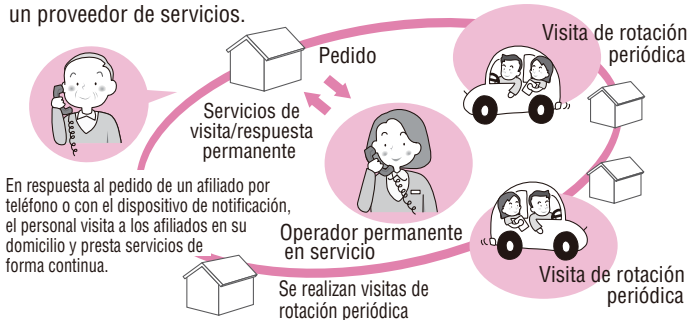 un proveedor de servicios.
Visita de rotación
periódica
Pedido
Servicios de
visita/respuesta
permanente
En respuesta al pedido de un afiliado por
teléfono o con el dispositivo de notificación,
el personal visita a los afiliados en su
domicilio y presta servicios de
forma continua.
Operador permanente
en servicio
Visita de rotación
periódica
Se realizan visitas de
rotación periódica